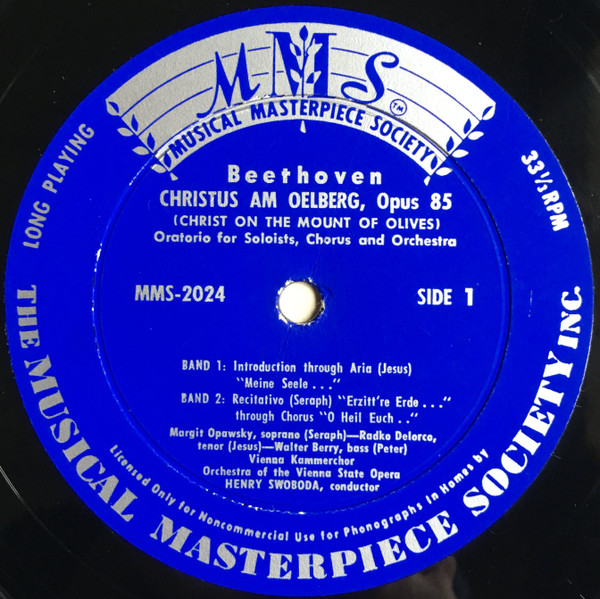 MMS
TM
MUSICAL MASTERPIECE SOCIETY
LONG PLAYING
33 1/3 RPM
Beethoven
CHRISTUS AM OELBERG, Opus 85
(CHRIST ON THE MOUNT OF OLIVES)
Oratorio for Soloists, Chorus and Orchestra
MMS-2024
SIDE 1
BAND 1: Introduction through Aria (Jesus)
"Meine Seele..."
BAND 2: Recitativo (Seraph) "Erzitt're Erde..."
through Chorus "O Heil Euch.."
Margit Opawsky, soprano (Seraph)—Radko Delorco,
tenor (Jesus)—Walter Berry, bass (Peter)
Vienna Kammerchor
Orchestra of the Vienna State Opera
HENRY SWOBODA, conductor
Licensed Only for Noncommercial Use for Phonographs in Homes by
THE MUSICAL MASTERPIECE SOCIETY INC.